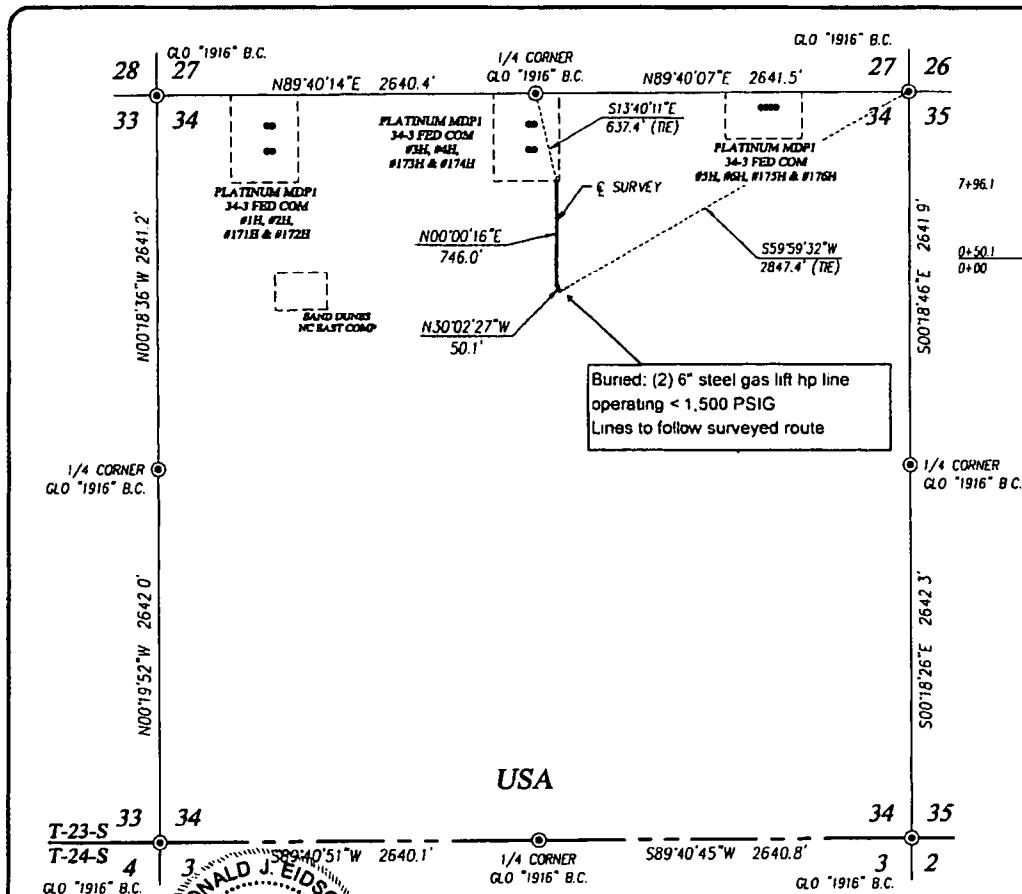 GLO "1916" B.C.
1/4 CORNER
GLO "1916" B.C.
GLO "1916" B.C.
28 27
27 26
N89'40'14"E 2640.4'
N89'40'07"E 2641.5'
33 34
34 35
S13'40'11"E
637.4' (TIE)
PLATINUM MDP1
34-3 FED COM
#3H, #4H,
#173H & #174H
PLATINUM MDP1
34-3 FED COM
#5H, #6H, #175H & #176H
PLATINUM MDP1
34-3 FED COM
#1H, #2H,
#171H & #172H
℄ SURVEY
7+96.1
N00'18'36"W 2641.2'
N00'00'16"E
746.0'
S59'59'32"W
2847.4' (TIE)
S00'18'46"E 2641.9'
0+50.1
0+00
SAND DUNES
NC EAST COMP
N30'02'27"W
50.1'
Buried: (2) 6" steel gas lift hp line
operating < 1,500 PSIG
Lines to follow surveyed route
1/4 CORNER
GLO "1916" B.C.
1/4 CORNER
GLO "1916" B.C.
N00'19'52"W 2642 0'
S00'18'26"E 2642 3'
USA
T-23-S 33 34
34 35
T-24-S 4 3
S89'40'51"W 2640.1'
1/4 CORNER
GLO "1916" B.C.
S89'40'45"W 2640.8'
3 2
GLO "1916" B.C.
GLO "1916" B.C.
RONALD J. EIDSO